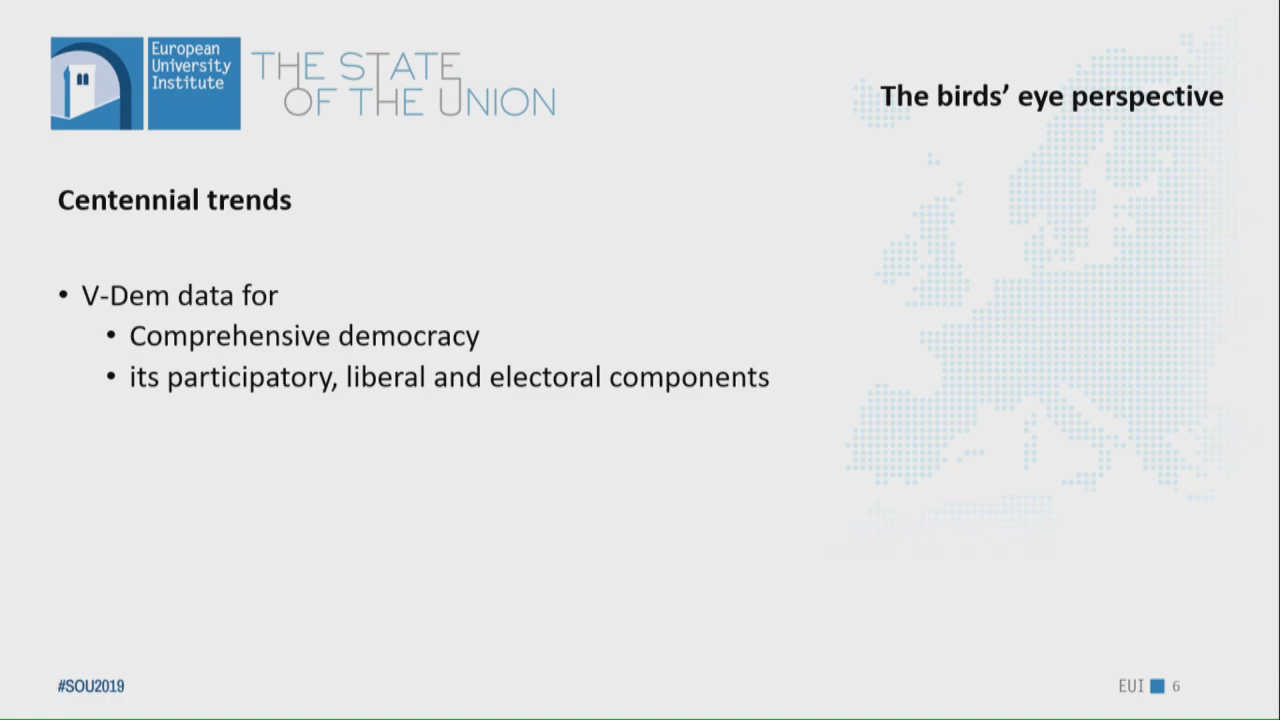 European
University
Institute
THE STATE
OF THE UNION
The birds’ eye perspective
Centennial trends
• V-Dem data for
• Comprehensive democracy
• its participatory, liberal and electoral components
#SOU2019
EUI 6